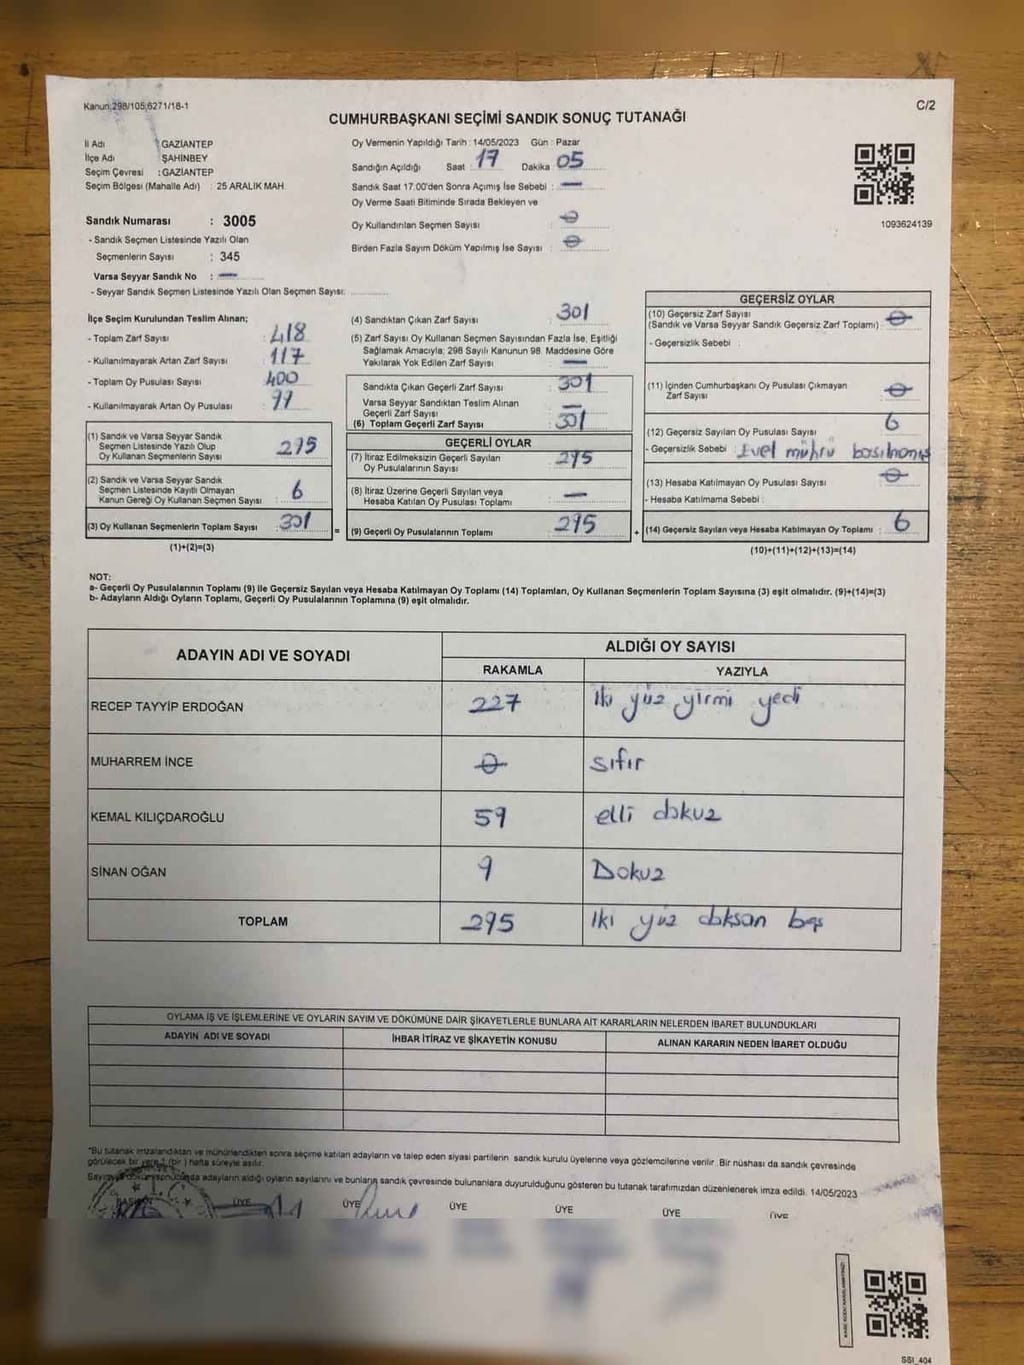 Kanun;298/105;6271/18-1
C/2
CUMHURBAŞKANI SEÇİMİ SANDIK SONUÇ TUTANAĞI
İl Adı : GAZİANTEP
İlçe Adı : ŞAHİNBEY
Seçim Çevresi : GAZİANTEP
Seçim Bölgesi (Mahalle Adı) : 25 ARALIK MAH.
Sandık Numarası : 3005
- Sandık Seçmen Listesinde Yazılı Olan
Seçmenlerin Sayısı : 345
Varsa Seyyar Sandık No : —
- Seyyar Sandık Seçmen Listesinde Yazılı Olan Seçmen Sayısı:
Oy Vermenin Yapıldığı Tarih : 14/05/2023 Gün : Pazar
Sandığın Açıldığı Saat : 17 Dakika : 05
Sandık Saat 17.00'den Sonra Açımış İse Sebebi : —
Oy Verme Saati Bitiminde Sırada Bekleyen ve
Oy Kullandırılan Seçmen Sayısı : 0
Birden Fazla Sayım Döküm Yapılmış İse Sayısı : 0
1093624139
İlçe Seçim Kurulundan Teslim Alınan;
- Toplam Zarf Sayısı : 418
- Kullanılmayarak Artan Zarf Sayısı : 117
- Toplam Oy Pusulası Sayısı : 400
- Kullanılmayarak Artan Oy Pusulası : 99
(1) Sandık ve Varsa Seyyar Sandık
Seçmen Listesinde Yazılı Olup
Oy Kullanan Seçmenlerin Sayısı : 295
(2) Sandık ve Varsa Seyyar Sandık
Seçmen Listesinde Kayıtlı Olmayan
Kanun Gereği Oy Kullanan Seçmen Sayısı : 6
(3) Oy Kullanan Seçmenlerin Toplam Sayısı : 301
(1)+(2)=(3)
(4) Sandıktan Çıkan Zarf Sayısı : 301
(5) Zarf Sayısı Oy Kullanan Seçmen Sayısından Fazla İse, Eşitliği
Sağlamak Amacıyla; 298 Sayılı Kanunun 98. Maddesine Göre
Yakılarak Yok Edilen Zarf Sayısı : —
Sandıkta Çıkan Geçerli Zarf Sayısı : 301
Varsa Seyyar Sandıktan Teslim Alınan
Geçerli Zarf Sayısı : —
(6) Toplam Geçerli Zarf Sayısı : 301
GEÇERLİ OYLAR
(7) İtiraz Edilmeksizin Geçerli Sayılan
Oy Pusulalarının Sayısı : 295
(8) İtiraz Üzerine Geçerli Sayılan veya
Hesaba Katılan Oy Pusulası Toplamı : —
= (9) Geçerli Oy Pusulalarının Toplamı : 295
GEÇERSİZ OYLAR
(10) Geçersiz Zarf Sayısı
(Sandık ve Varsa Seyyar Sandık Geçersiz Zarf Toplamı) : 0
- Geçersizlik Sebebi :
(11) İçinden Cumhurbaşkanı Oy Pusulası Çıkmayan
Zarf Sayısı : 0
(12) Geçersiz Sayılan Oy Pusulası Sayısı : 6
- Geçersizlik Sebebi : Evet mührü basılmamış
(13) Hesaba Katılmayan Oy Pusulası Sayısı : 0
- Hesaba Katılmama Sebebi :
+ (14) Geçersiz Sayılan veya Hesaba Katılmayan Oy Toplamı : 6
(10)+(11)+(12)+(13)=(14)
NOT:
a- Geçerli Oy Pusulalarının Toplamı (9) ile Geçersiz Sayılan veya Hesaba Katılmayan Oy Toplamı (14) Toplamları, Oy Kullanan Seçmenlerin Toplam Sayısına (3) eşit olmalıdır. (9)+(14)=(3)
b- Adayların Aldığı Oyların Toplamı, Geçerli Oy Pusulalarının Toplamına (9) eşit olmalıdır.
ADAYIN ADI VE SOYADI
ALDIĞI OY SAYISI
RAKAMLA YAZIYLA
RECEP TAYYİP ERDOĞAN 227 iki yüz yirmi yedi
MUHARREM İNCE 0 sıfır
KEMAL KILIÇDAROĞLU 59 elli dokuz
SİNAN OĞAN 9 Dokuz
TOPLAM 295 iki yüz doksan beş
OYLAMA İŞ VE İŞLEMLERİNE VE OYLARIN SAYIM VE DÖKÜMÜNE DAİR ŞİKAYETLERLE BUNLARA AİT KARARLARIN NELERDEN İBARET BULUNDUKLARI
ADAYIN ADI VE SOYADI İHBAR İTİRAZ VE ŞİKAYETİN KONUSU ALINAN KARARIN NEDEN İBARET OLDUĞU
*Bu tutanak imzalandıktan ve mühürlendikten sonra seçime katılan adayların ve talep eden siyasi partilerin sandık kurulu üyelerine veya gözlemcilerine verilir. Bir nüshası da sandık çevresinde
görülecek bir yere 1 (bir) hafta süreyle asılır.
Sayım ve döküm sonucunda adayların aldığı oyların sayılarını ve bunların sandık çevresinde bulunanlara duyurulduğunu gösteren bu tutanak tarafımızdan düzenlenerek imza edildi. 14/05/2023
BAŞKAN ÜYE ÜYE ÜYE ÜYE ÜYE ÜYE
SSI_404